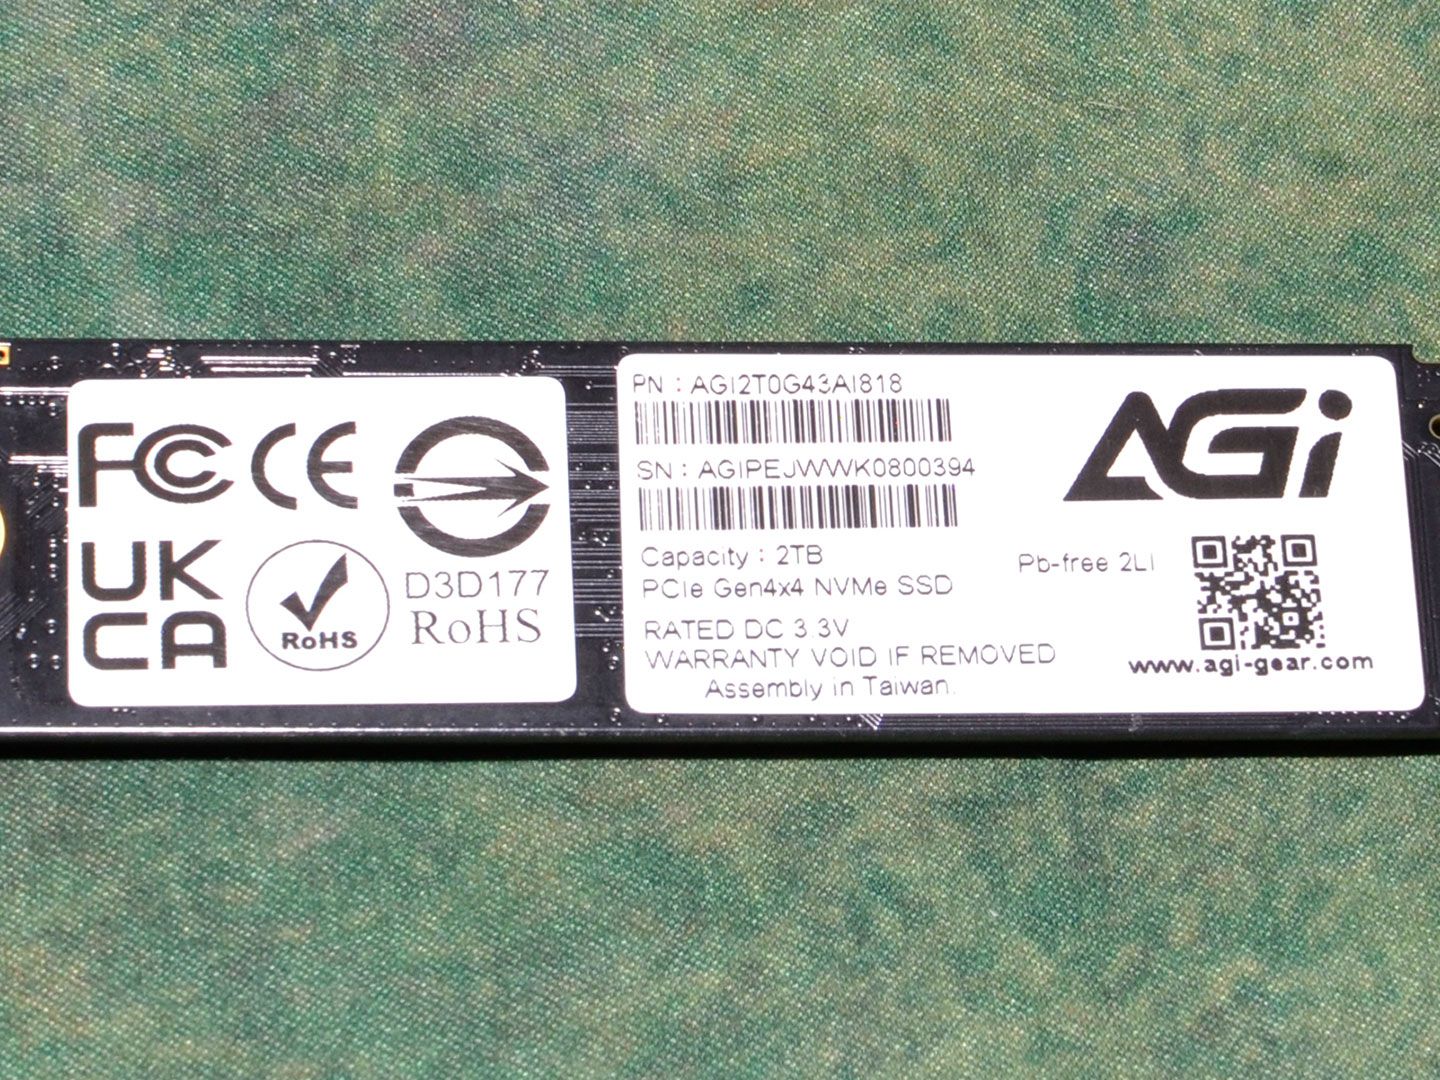 FC CE
UK
CA
RoHS
D3D177
RoHS
PN : AGI2T0G43AI818
SN : AGIPEJWWK0800394
Capacity : 2TB
PCIe Gen4x4 NVMe SSD
RATED DC 3.3V
WARRANTY VOID IF REMOVED
Assembly in Taiwan.
AGi
Pb-free 2LI
www.agi-gear.com